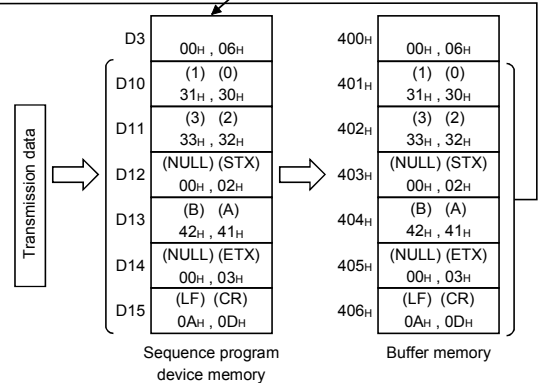 D3 00H , 06H 400H 00H , 06H
(1) (0) (1) (0)
D10 31H , 30H 401H 31H , 30H
(3) (2) (3) (2)
D11 33H , 32H 402H 33H , 32H
(NULL) (STX) (NULL) (STX)
D12 00H , 02H 403H 00H , 02H
(B) (A) (B) (A)
D13 42H , 41H 404H 42H , 41H
(NULL) (ETX) (NULL) (ETX)
D14 00H , 03H 405H 00H , 03H
(LF) (CR) (LF) (CR)
D15 0AH , 0DH 406H 0AH , 0DH
Transmission data
Sequence program Buffer memory
device memory